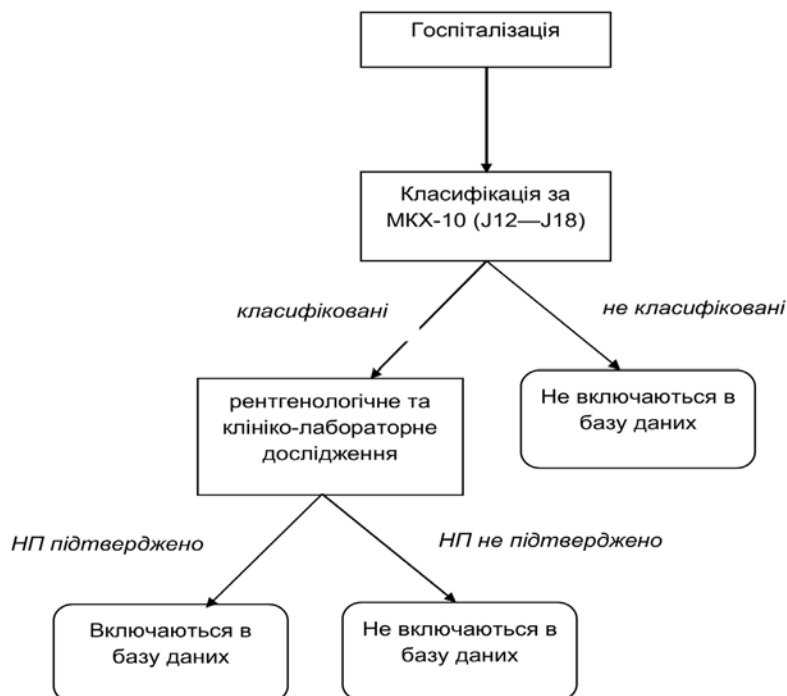 Госпіталізація
Класифікація за
МКХ-10 (J12—J18)
класифіковані
не класифіковані
рентгенологічне та
клініко-лабораторне
дослідження
Не включаються в
базу даних
НП підтверджено
НП не підтверджено
Включаються в
базу даних
Не включаються в
базу даних